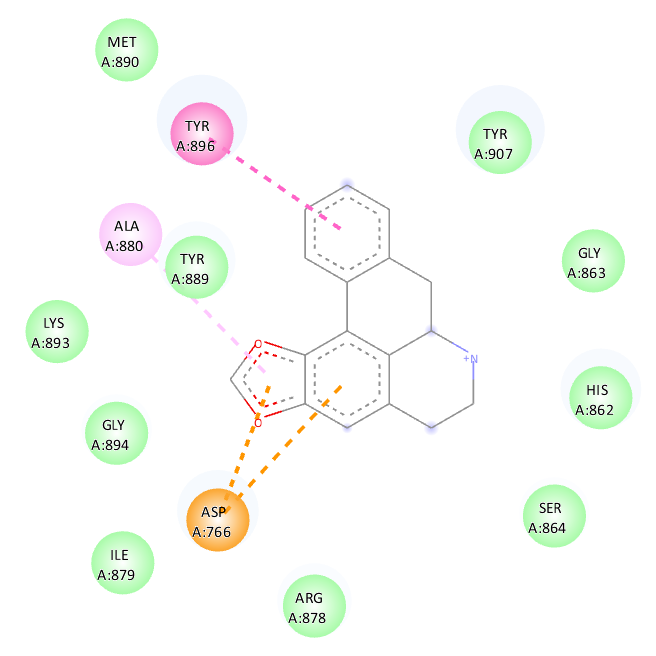 MET
A:890
TYR
A:896
TYR
A:907
ALA
A:880
TYR
A:889
GLY
A:863
LYS
A:893
O
+N
HIS
A:862
O
GLY
A:894
ASP
A:766
SER
A:864
ILE
A:879
ARG
A:878